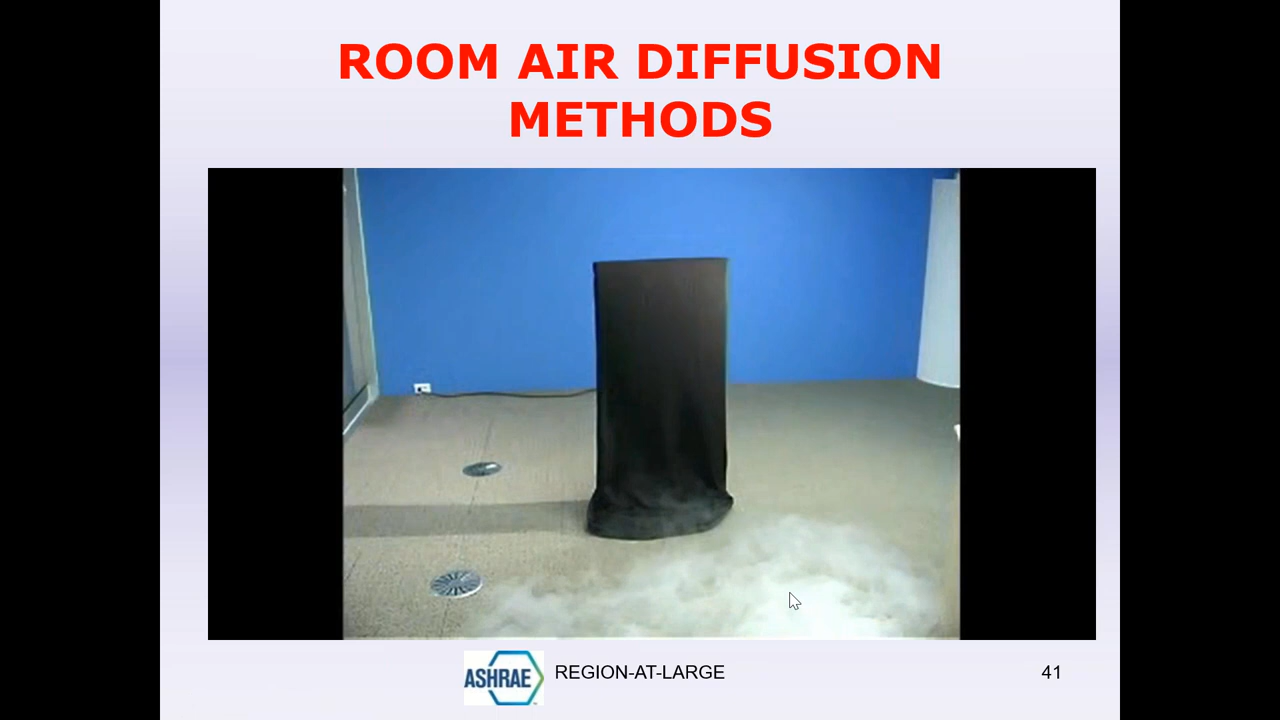 ROOM AIR DIFFUSION
METHODS
ASHRAE
REGION-AT-LARGE
41